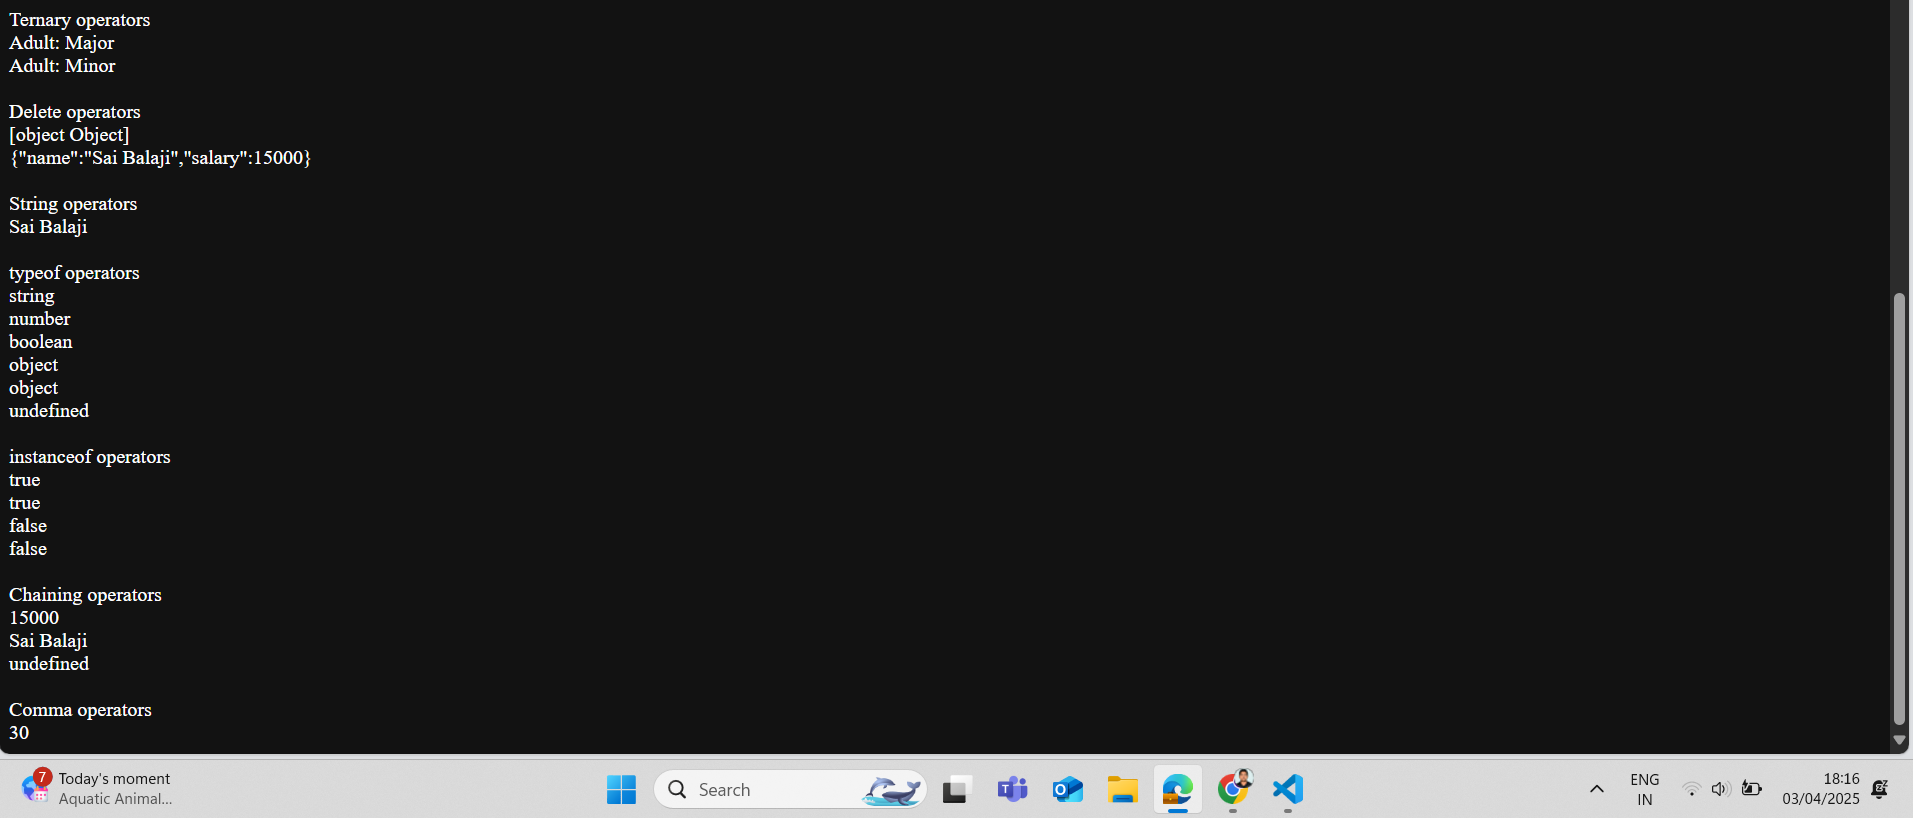 Ternary operators
Adult: Major
Adult: Minor
Delete operators
[object Object]
{"name":"Sai Balaji","salary":15000}
String operators
Sai Balaji
typeof operators
string
number
boolean
object
object
undefined
instanceof operators
true
true
false
false
Chaining operators
15000
Sai Balaji
undefined
Comma operators
30
7
Today's moment
Aquatic Animal...
Search
ENG
IN
18:16
03/04/2025